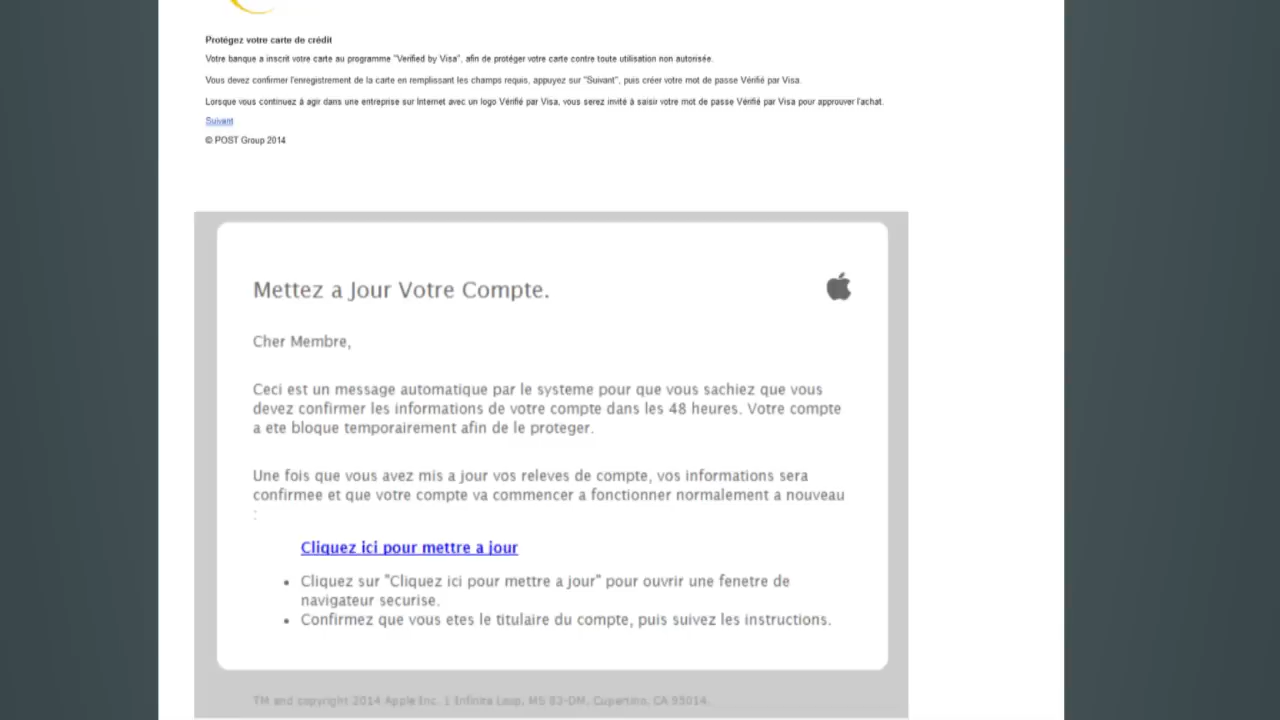 Protégez votre carte de crédit
Votre banque a inscrit votre carte au programme "Verified by Visa", afin de protéger votre carte contre toute utilisation non autorisée.
Vous devez confirmer l'enregistrement de la carte en remplissant les champs requis, appuyez sur "Suivant", puis créer votre mot de passe Vérifié par Visa.
Lorsque vous continuez à agir dans une entreprise sur Internet avec un logo Vérifié par Visa, vous serez invité à saisir votre mot de passe Vérifié par Visa pour approuver l'achat.
Suivant
© POST Group 2014
Mettez a Jour Votre Compte.
Cher Membre,
Ceci est un message automatique par le systeme pour que vous sachiez que vous
devez confirmer les informations de votre compte dans les 48 heures. Votre compte
a ete bloque temporairement afin de le proteger.
Une fois que vous avez mis a jour vos releves de compte, vos informations sera
confirmee et que votre compte va commencer a fonctionner normalement a nouveau
:
Cliquez ici pour mettre a jour
• Cliquez sur "Cliquez ici pour mettre a jour" pour ouvrir une fenetre de
navigateur securise.
• Confirmez que vous etes le titulaire du compte, puis suivez les instructions.
TM and copyright 2014 Apple Inc. 1 Infinite Loop, MS 83-DM, Cupertino, CA 95014.